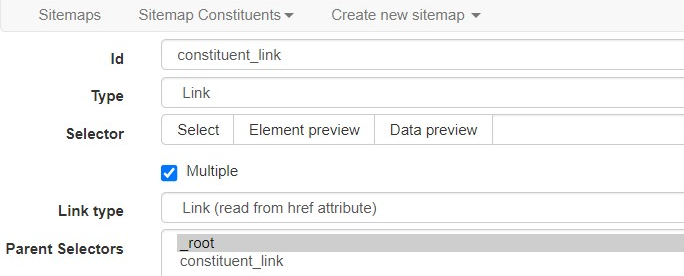 Sitemaps Sitemap Constituents Create new sitemap
Id constituent_link
Type Link
Selector Select Element preview Data preview
Multiple
Link type Link (read from href attribute)
Parent Selectors _root
constituent_link